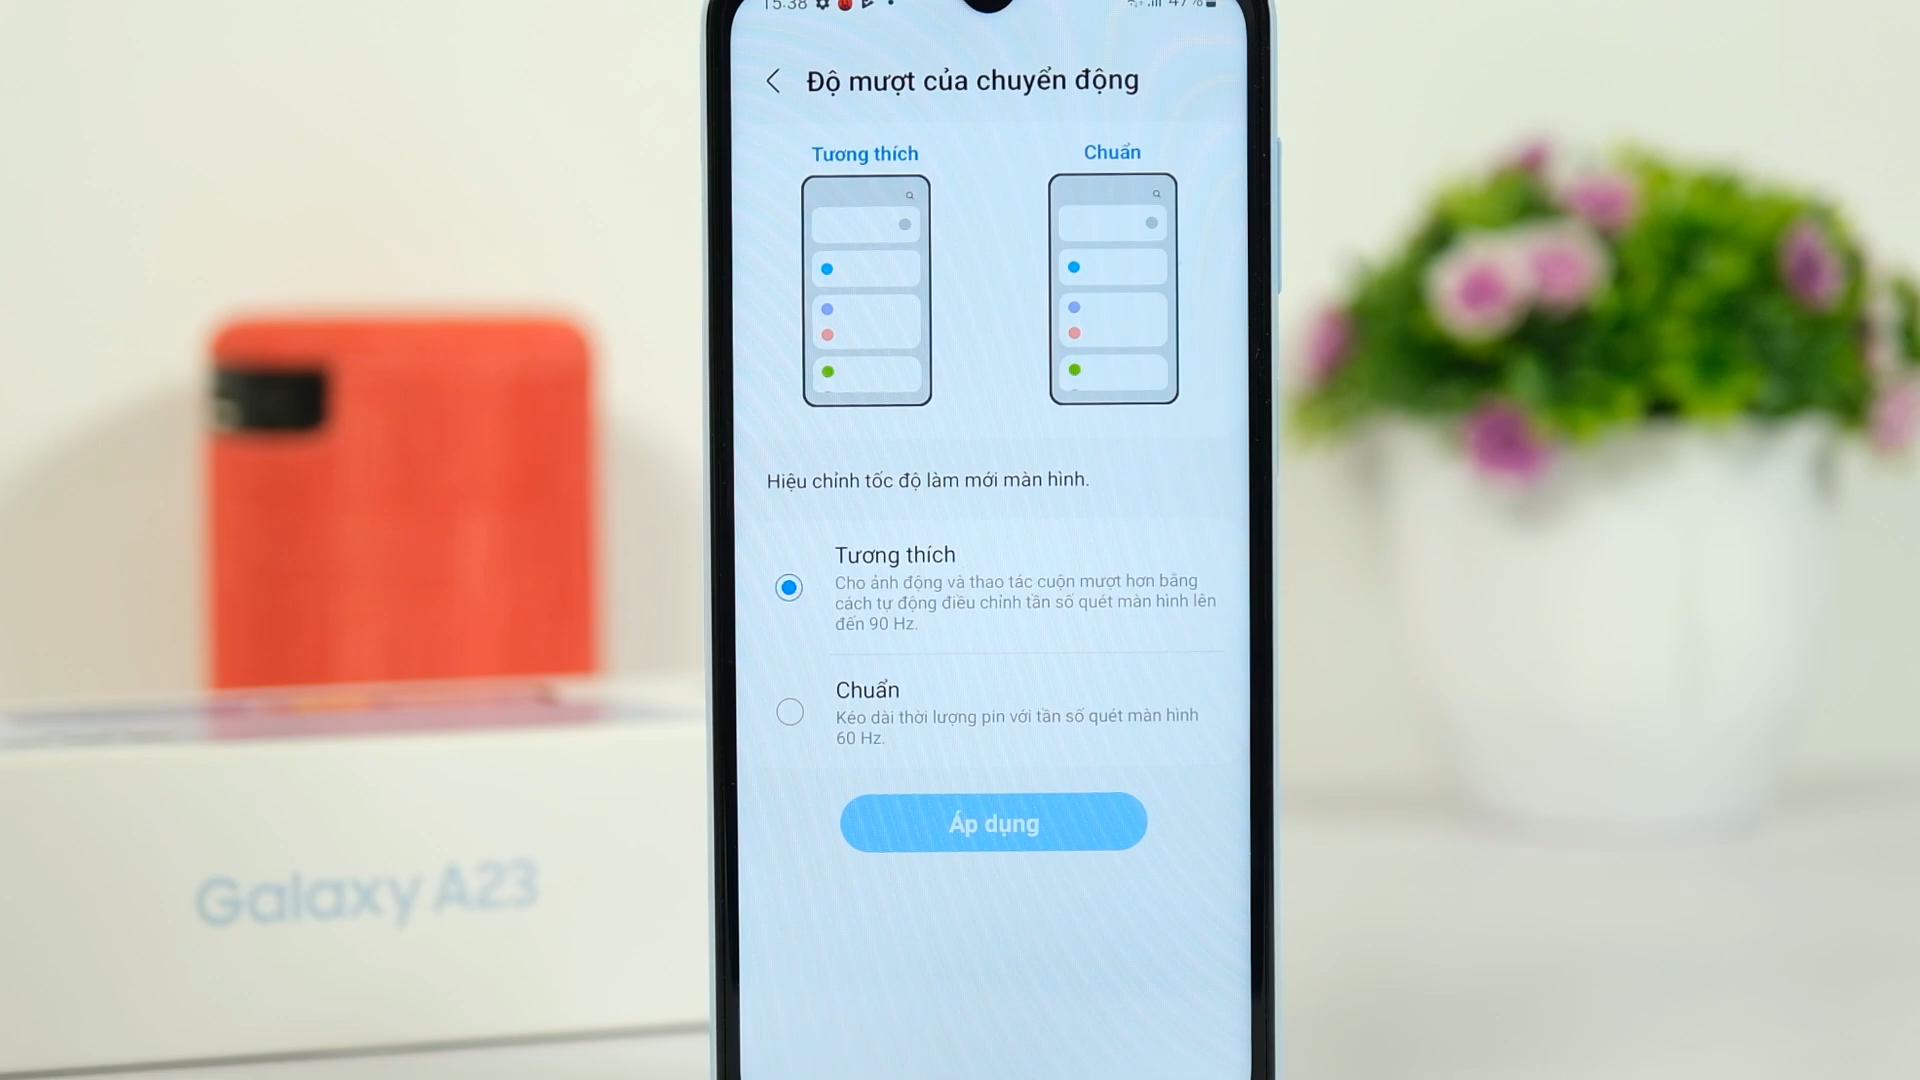 15:38
Độ mượt của chuyển động
Tương thích
Chuẩn
Hiệu chỉnh tốc độ làm mới màn hình.
Tương thích
Cho ảnh động và thao tác cuộn mượt hơn bằng
cách tự động điều chỉnh tần số quét màn hình lên
đến 90 Hz.
Chuẩn
Kéo dài thời lượng pin với tần số quét màn hình
60 Hz.
Áp dụng
Galaxy A23